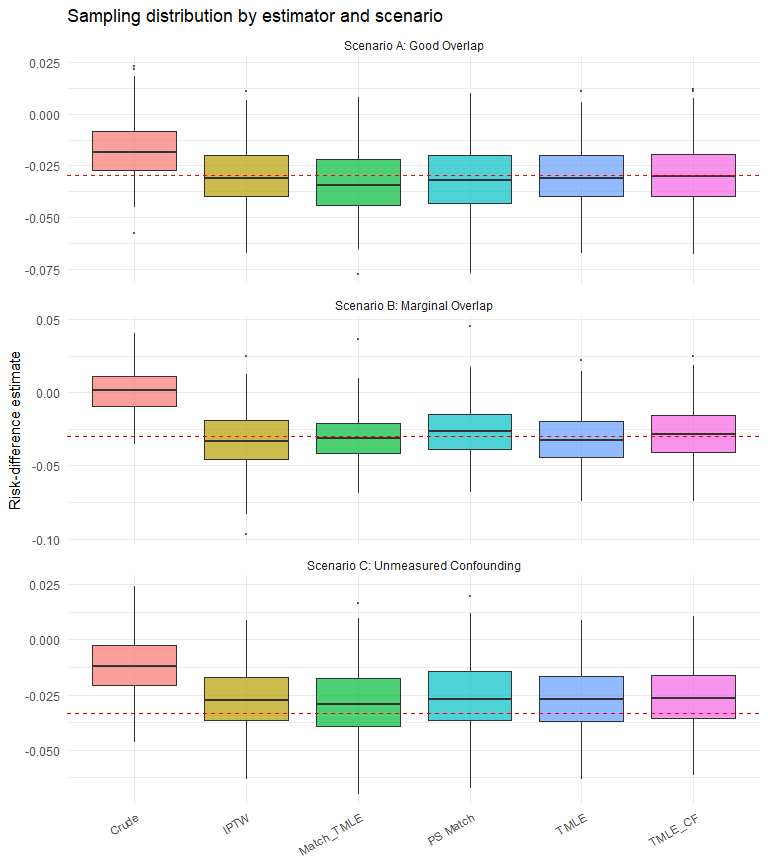 Sampling distribution by estimator and scenario
Scenario A: Good Overlap
0.025
0.000
-0.025
-0.050
-0.075
Scenario B: Marginal Overlap
0.05
0.00
-0.05
-0.10
Risk-difference estimate
Scenario C: Unmeasured Confounding
0.025
0.000
-0.025
-0.050
Crude
IPTW
Match_TMLE
PS_Match
TMLE
TMLE_CF